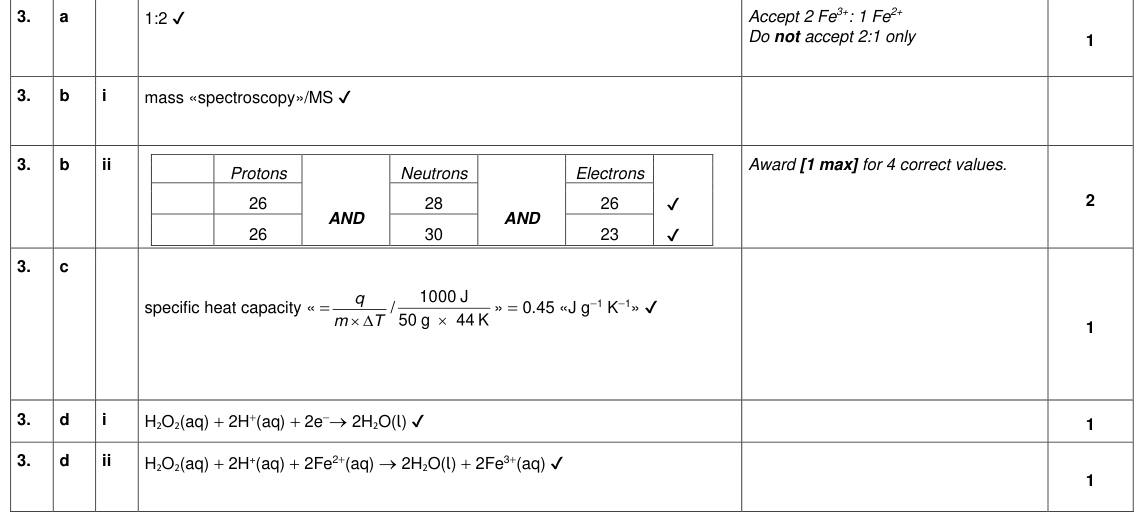 3. a 1:2 ✓ Accept 2 Fe³⁺: 1 Fe²⁺
Do not accept 2:1 only
1
3. b i mass «spectroscopy»/MS ✓
3. b ii Protons Neutrons Electrons Award [1 max] for 4 correct values.
26 28 26 ✓
AND AND
26 30 23 ✓
2
3. c
specific heat capacity « = q / m × ΔT / 1000 J / 50 g × 44 K » = 0.45 «J g⁻¹ K⁻¹» ✓
1
3. d i H₂O₂(aq) + 2H⁺(aq) + 2e⁻→ 2H₂O(l) ✓ 1
3. d ii H₂O₂(aq) + 2H⁺(aq) + 2Fe²⁺(aq) → 2H₂O(l) + 2Fe³⁺(aq) ✓
1